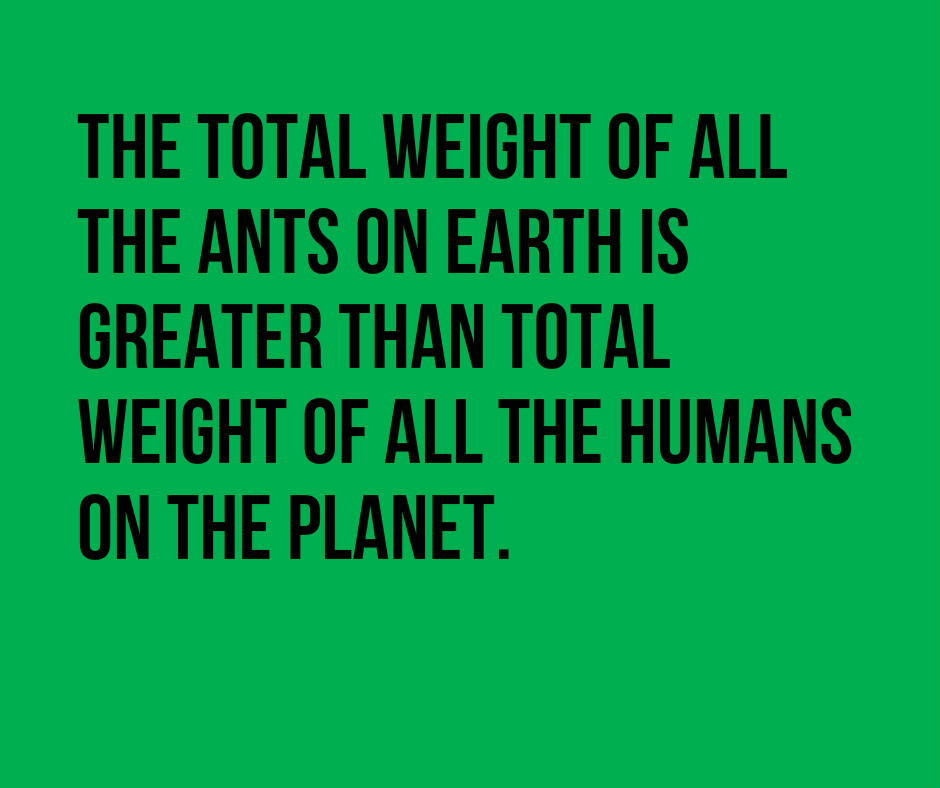 THE TOTAL WEIGHT OF ALL
THE ANTS ON EARTH IS
GREATER THAN TOTAL
WEIGHT OF ALL THE HUMANS
ON THE PLANET.